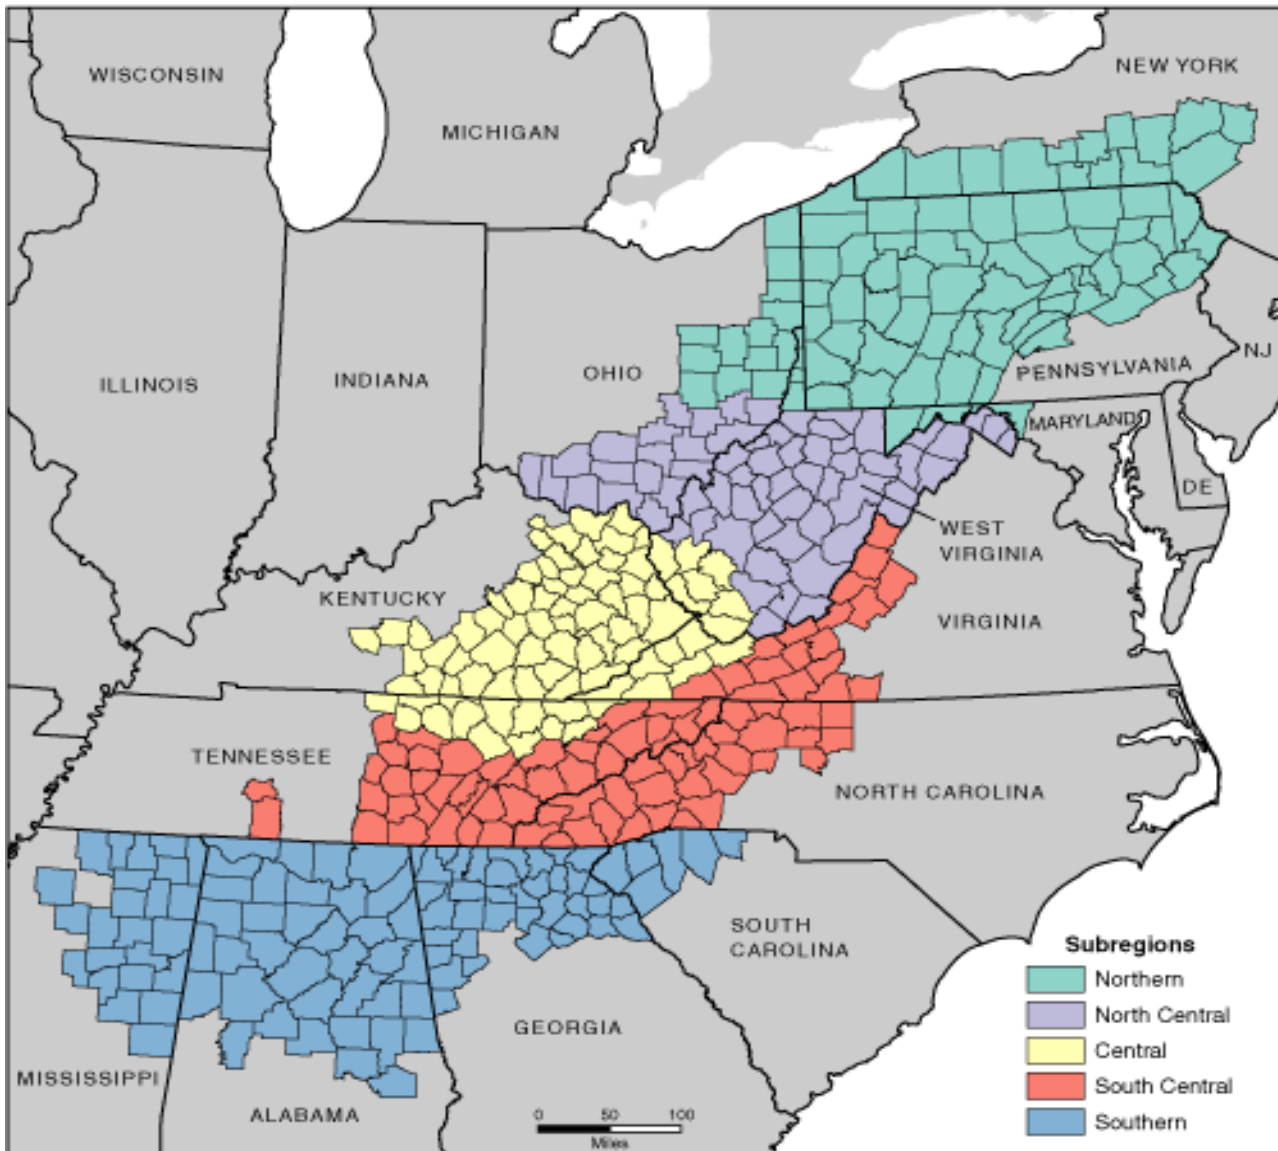 WISCONSIN
NEW YORK
MICHIGAN
ILLINOIS
INDIANA
OHIO
PENNSYLVANIA
NJ
MARYLAND
DE
WEST
VIRGINIA
KENTUCKY
VIRGINIA
TENNESSEE
NORTH CAROLINA
SOUTH
CAROLINA
GEORGIA
MISSISSIPPI
ALABAMA
0 50 100
Miles
Subregions
Northern
North Central
Central
South Central
Southern